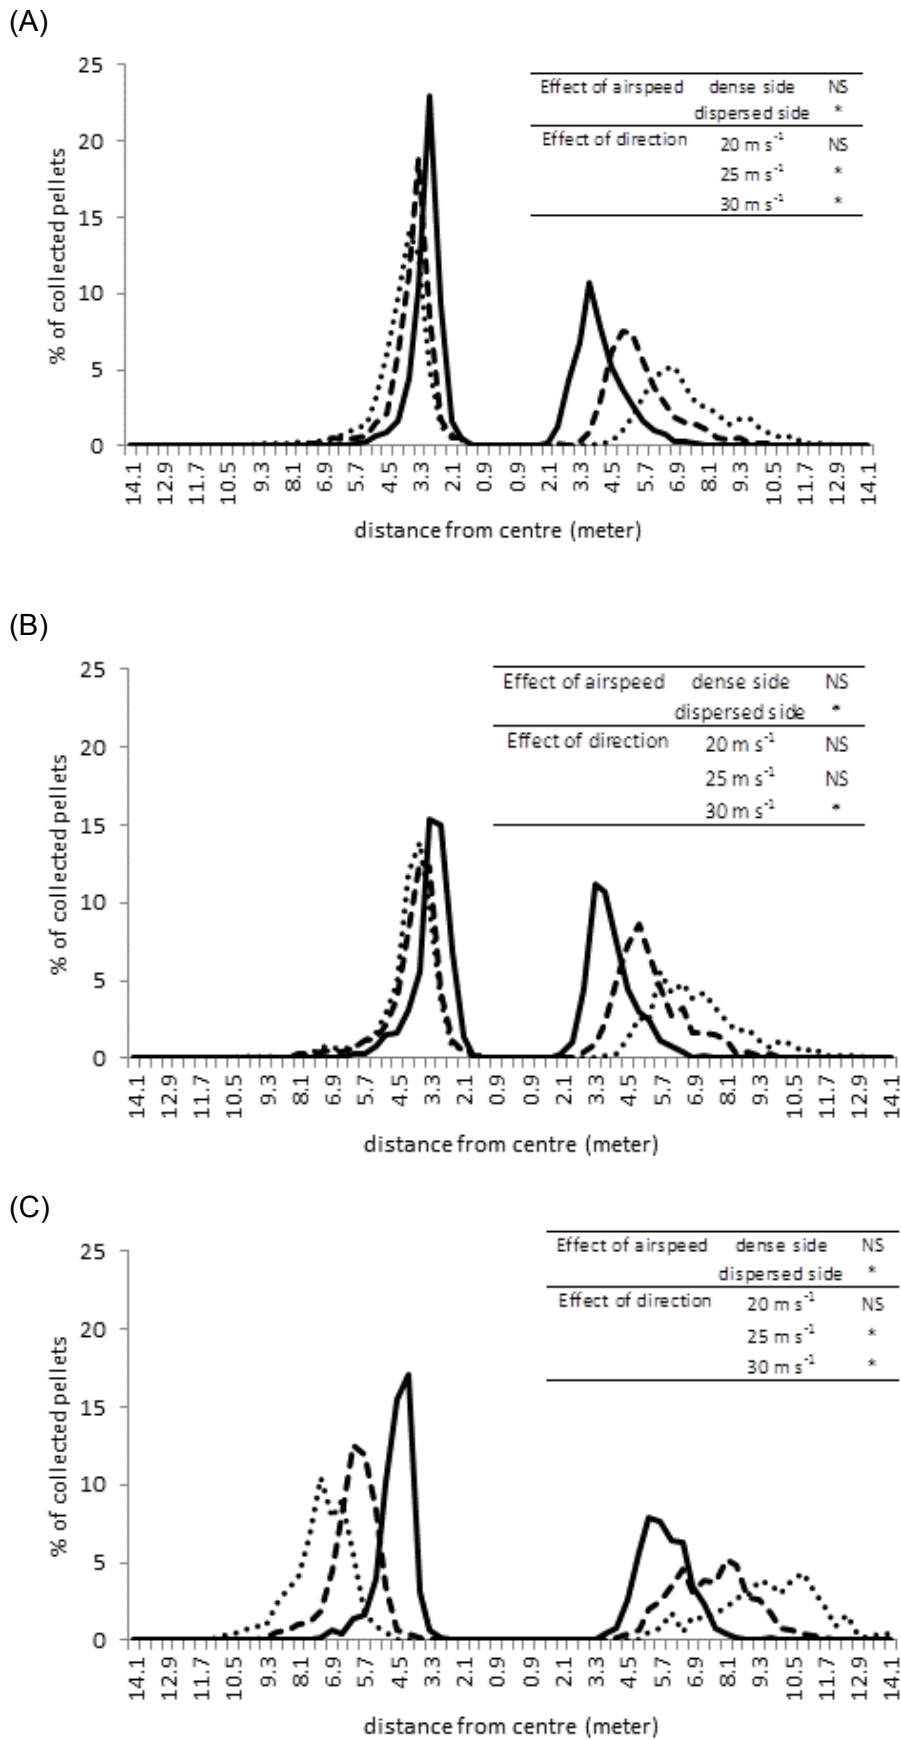 (A)
25
20
15
10
5
0
% of collected pellets
Effect of airspeed dense side NS
dispersed side *
Effect of direction 20 m s⁻¹ NS
25 m s⁻¹ *
30 m s⁻¹ *
14.1 12.9 11.7 10.5 9.3 8.1 6.9 5.7 4.5 3.3 2.1 0.9 0.9 2.1 3.3 4.5 5.7 6.9 8.1 9.3 10.5 11.7 12.9 14.1
distance from centre (meter)
(B)
25
20
15
10
5
0
% of collected pellets
Effect of airspeed dense side NS
dispersed side *
Effect of direction 20 m s⁻¹ NS
25 m s⁻¹ NS
30 m s⁻¹ *
14.1 12.9 11.7 10.5 9.3 8.1 6.9 5.7 4.5 3.3 2.1 0.9 0.9 2.1 3.3 4.5 5.7 6.9 8.1 9.3 10.5 11.7 12.9 14.1
distance from centre (meter)
(C)
25
20
15
10
5
0
% of collected pellets
Effect of airspeed dense side NS
dispersed side *
Effect of direction 20 m s⁻¹ NS
25 m s⁻¹ *
30 m s⁻¹ *
14.1 12.9 11.7 10.5 9.3 8.1 6.9 5.7 4.5 3.3 2.1 0.9 0.9 2.1 3.3 4.5 5.7 6.9 8.1 9.3 10.5 11.7 12.9 14.1
distance from centre (meter)